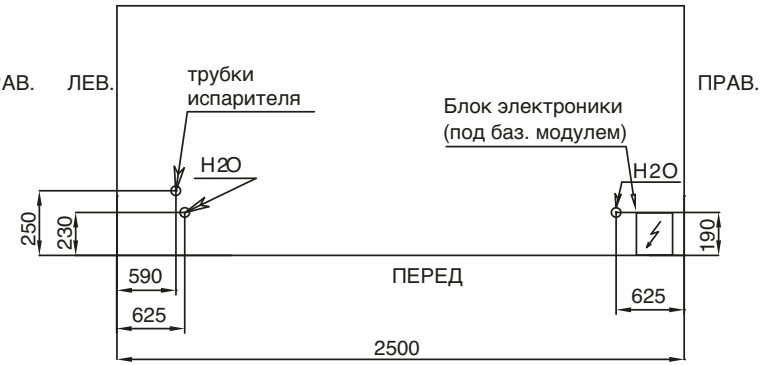 РАВ.
ЛЕВ.
трубки
испарителя
Блок электроники
(под баз. модулем)
ПРАВ.
H2O
H2O
250
230
190
590
ПЕРЕД
625
625
2500